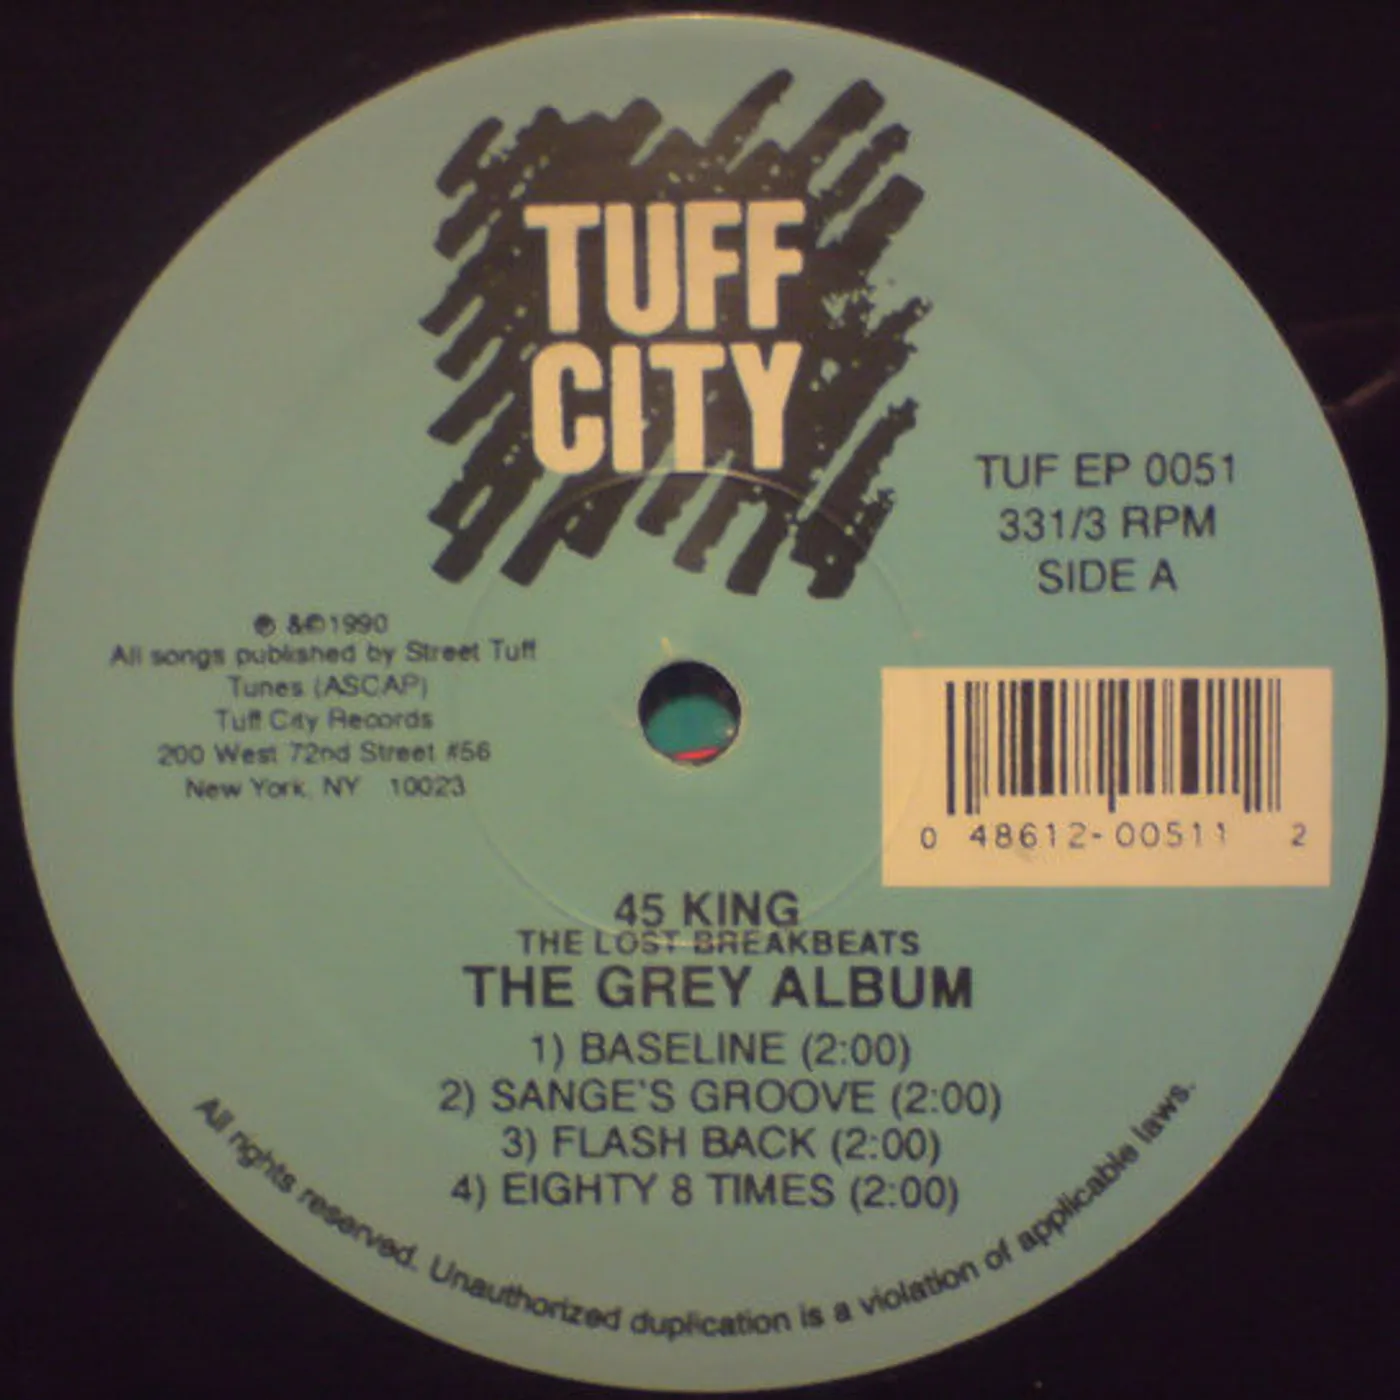 TUFF
CITY
TUF EP 0051
331/3 RPM
SIDE A
℗ &©1990
All songs published by Street Tuff
Tunes (ASCAP)
Tuff City Records
200 West 72nd Street #56
New York, NY 10023
0 48612-00511 2
45 KING
THE LOST BREAKBEATS
THE GREY ALBUM
1) BASELINE (2:00)
2) SANGE'S GROOVE (2:00)
3) FLASH BACK (2:00)
4) EIGHTY 8 TIMES (2:00)
All rights reserved. Unauthorized duplication is a violation of applicable laws.